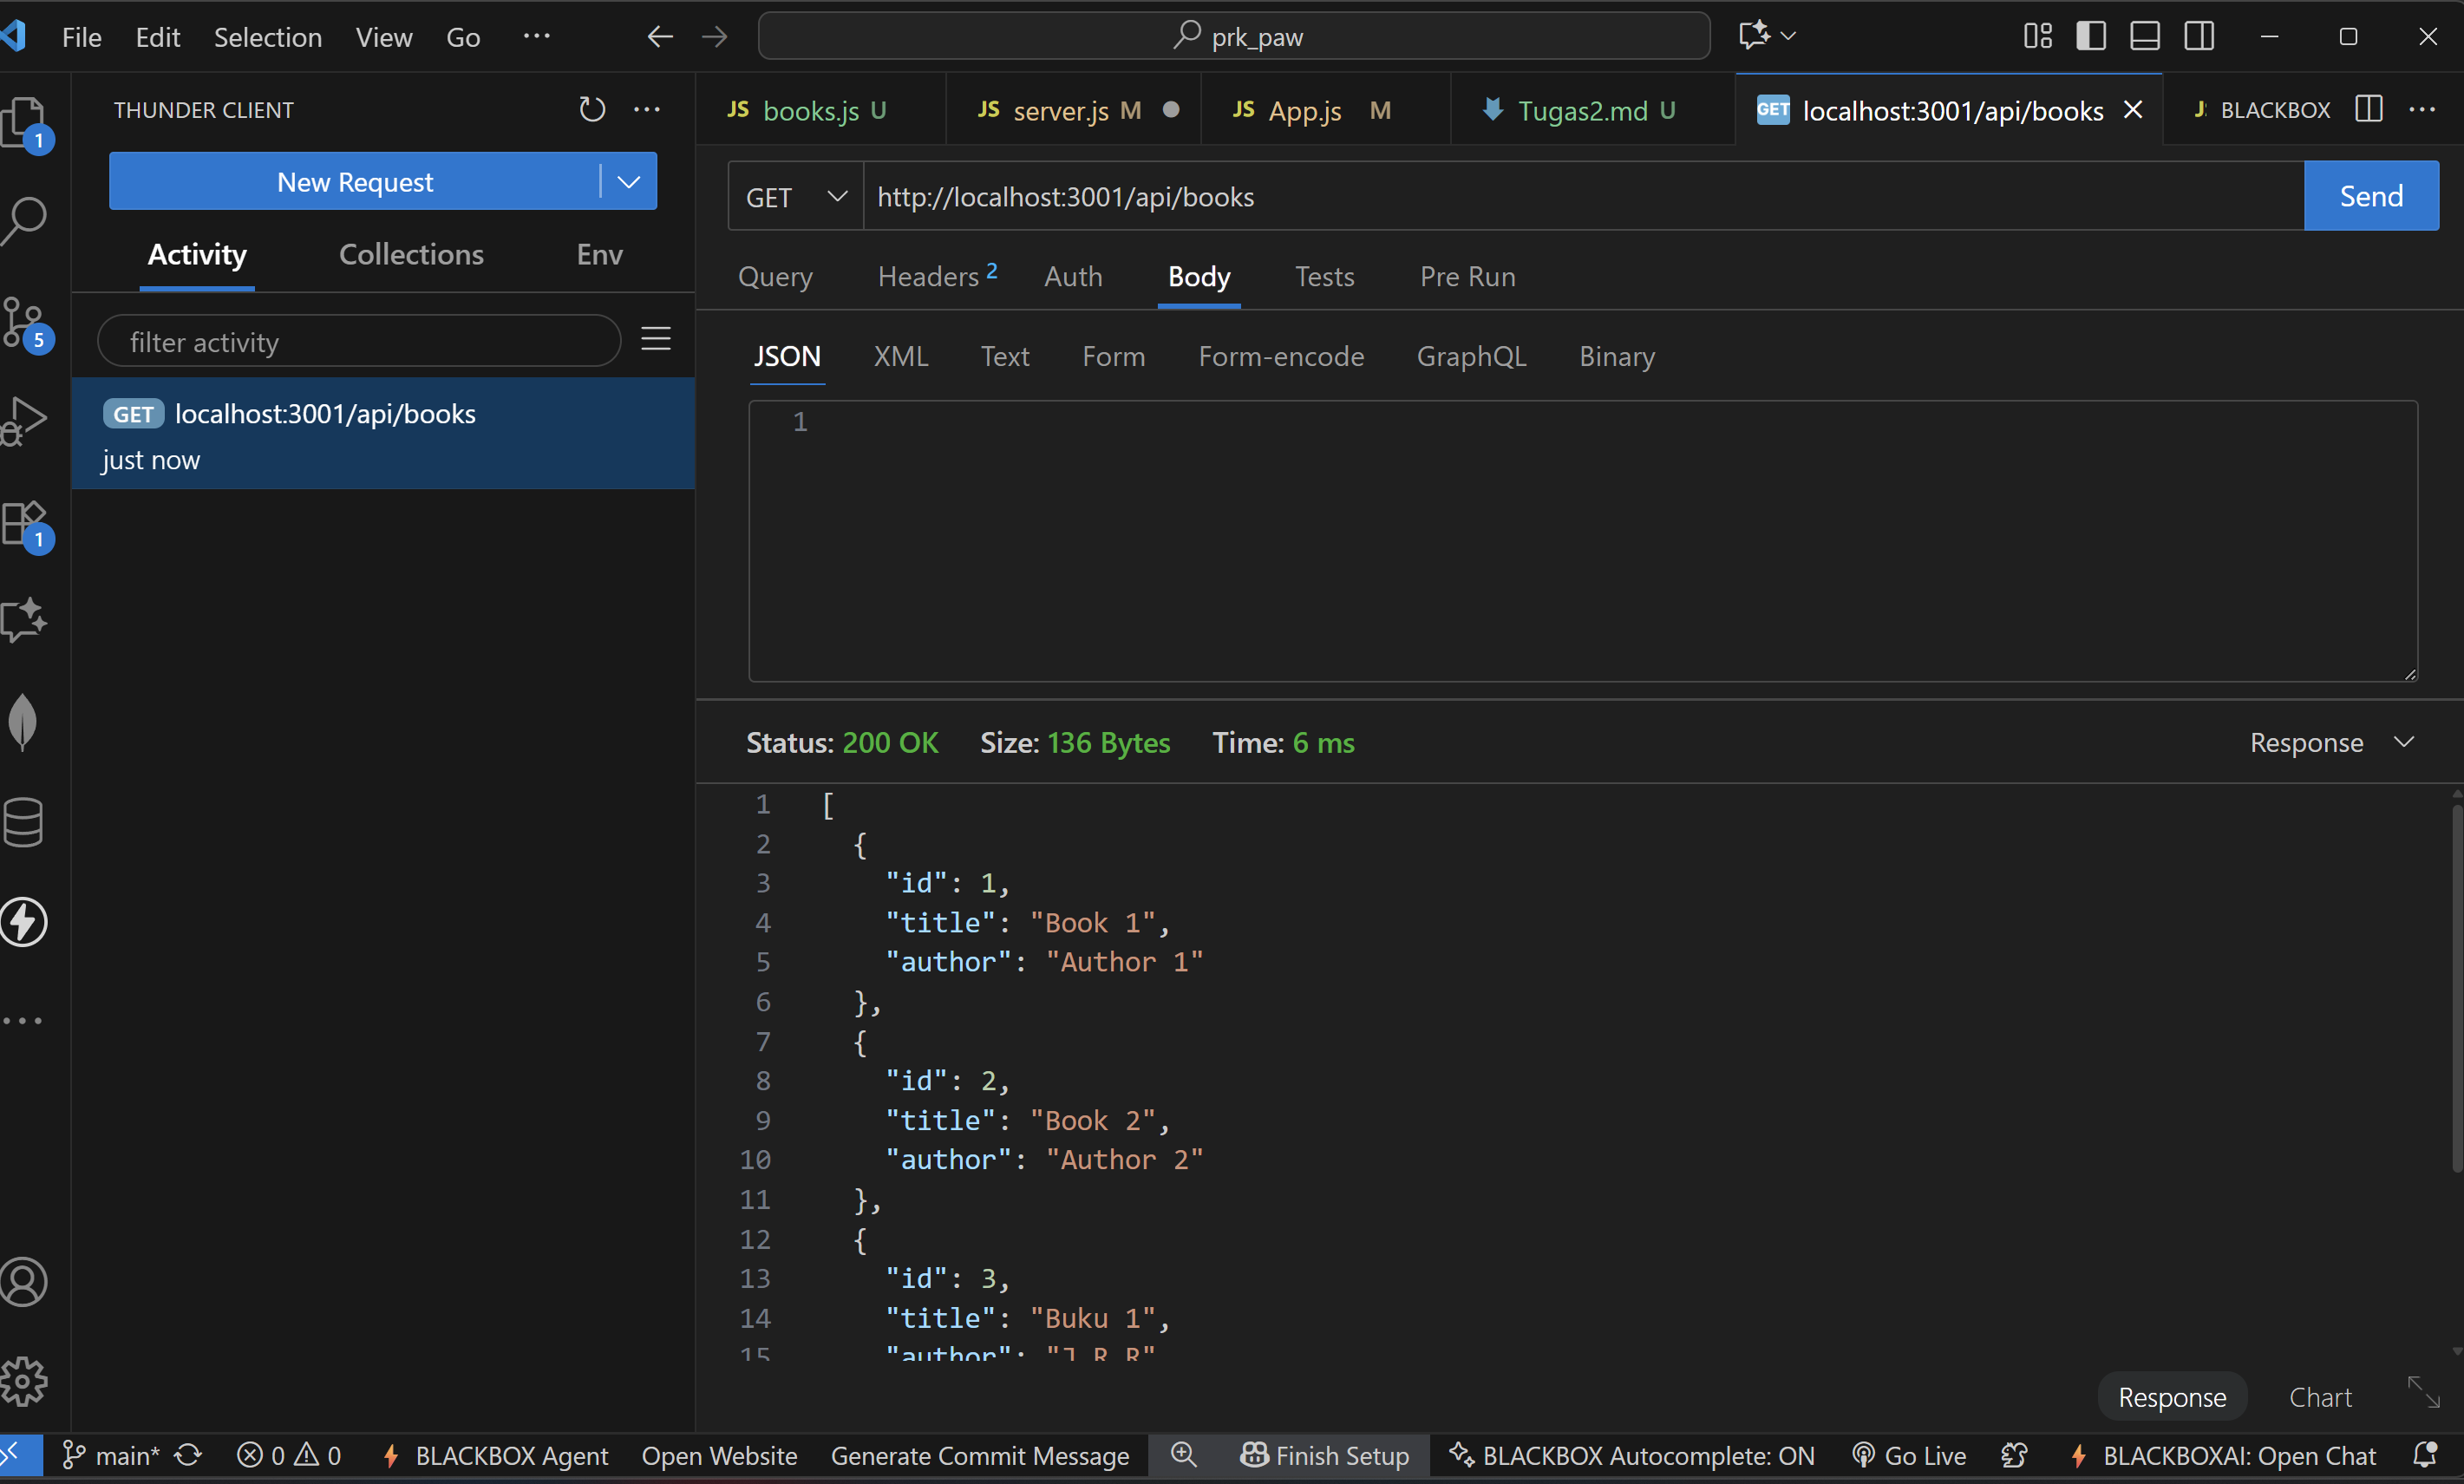 File Edit Selection View Go ··· prk_paw
THUNDER CLIENT ···
New Request
Activity Collections Env
filter activity
GET localhost:3001/api/books
just now
1
5
1
JS books.js U JS server.js M JS App.js M Tugas2.md U GET localhost:3001/api/books BLACKBOX ···
GET http://localhost:3001/api/books Send
Query Headers 2 Auth Body Tests Pre Run
JSON XML Text Form Form-encode GraphQL Binary
1
Status: 200 OK Size: 136 Bytes Time: 6 ms Response
1 [
2 {
3 "id": 1,
4 "title": "Book 1",
5 "author": "Author 1"
6 },
7 {
8 "id": 2,
9 "title": "Book 2",
10 "author": "Author 2"
11 },
12 {
13 "id": 3,
14 "title": "Buku 1",
15 "author": "J R R"
Response Chart
main* 0 0 BLACKBOX Agent Open Website Generate Commit Message Finish Setup BLACKBOX Autocomplete: ON Go Live BLACKBOXAI: Open Chat